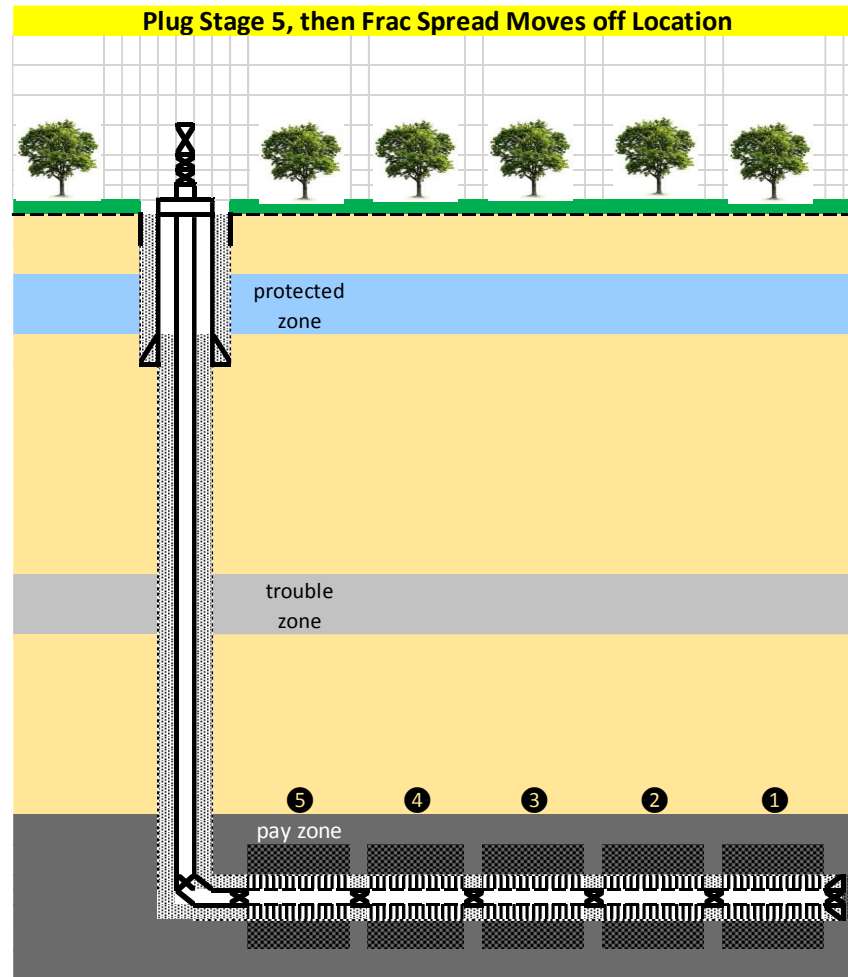 Plug Stage 5, then Frac Spread Moves off Location
protected
zone
trouble
zone
❺ ❹ ❸ ❷ ❶
pay zone